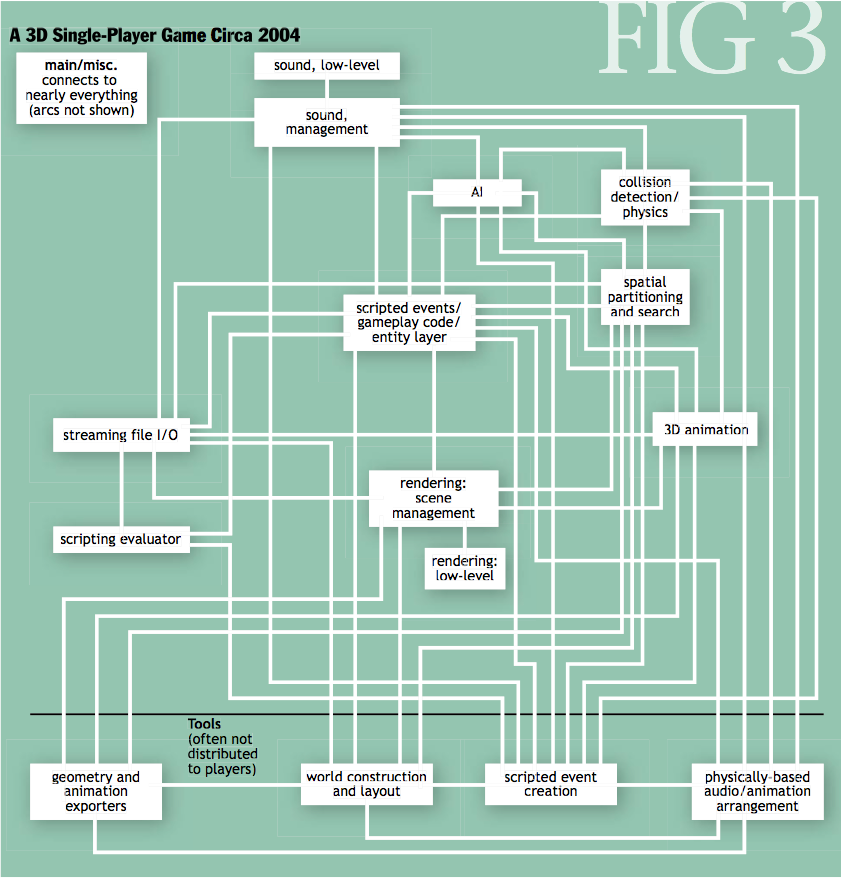 FIG 3
A 3D Single-Player Game Circa 2004
main/misc.
connects to
nearly everything
(arcs not shown)
sound, low-level
sound,
management
AI
collision
detection/
physics
spatial
partitioning
and search
scripted events/
gameplay code/
entity layer
streaming file I/O
3D animation
rendering:
scene
management
scripting evaluator
rendering:
low-level
Tools
(often not
distributed
to players)
geometry and
animation
exporters
world construction
and layout
scripted event
creation
physically-based
audio/animation
arrangement